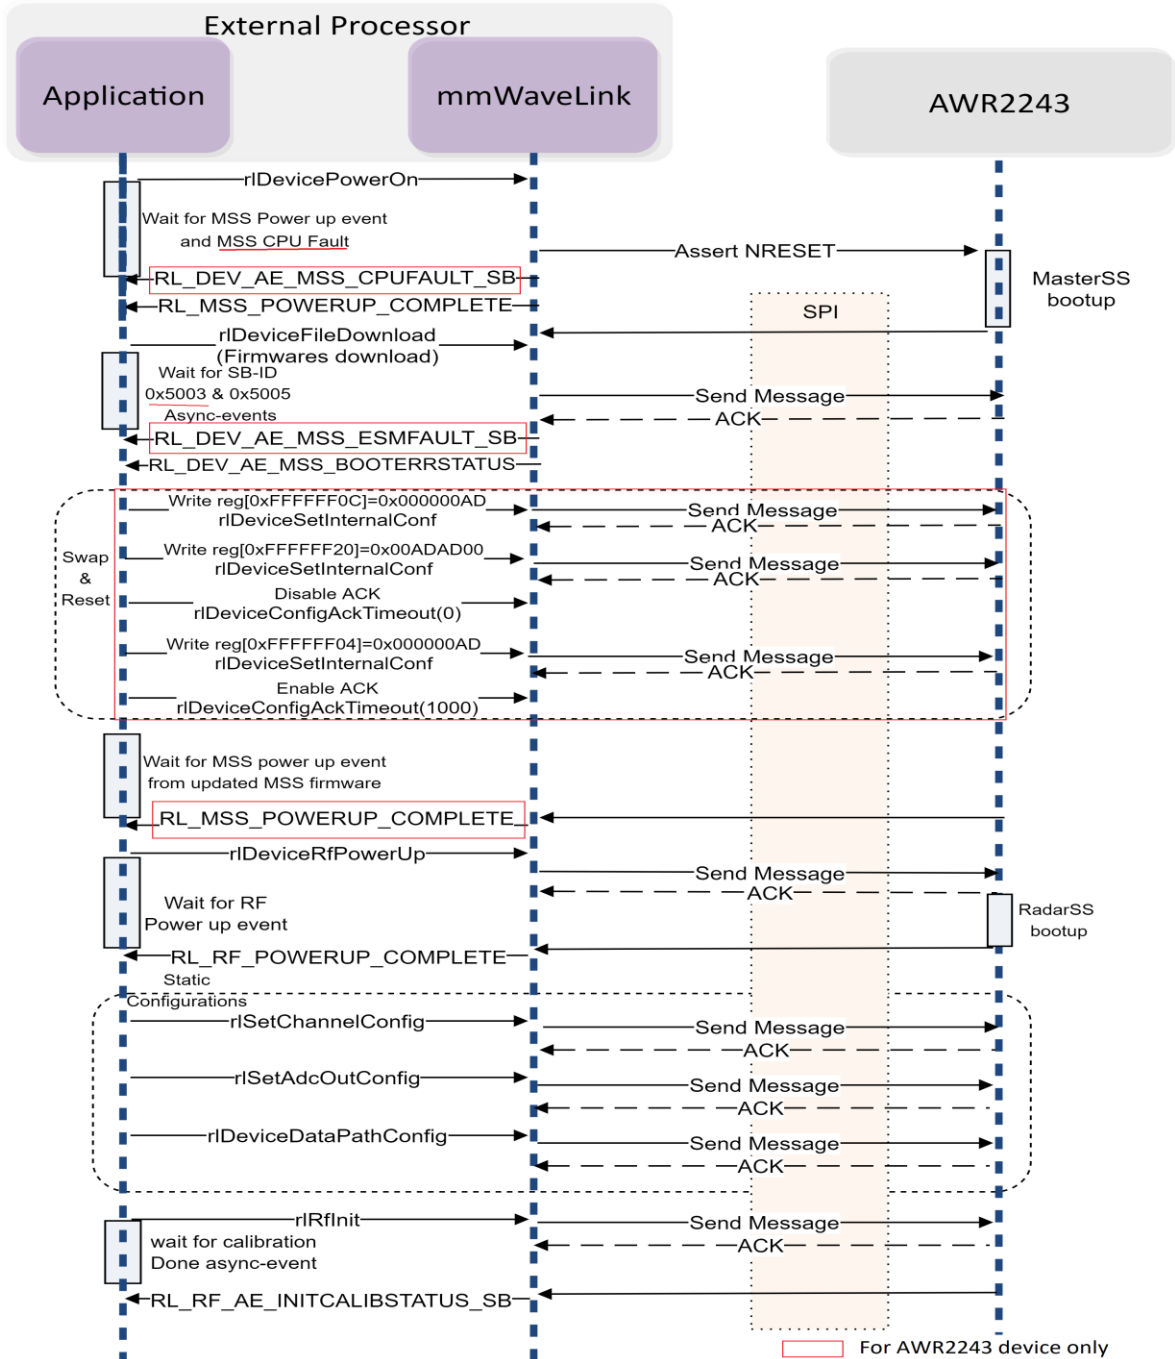 External Processor
Application
mmWaveLink
AWR2243
rlDevicePowerOn
Wait for MSS Power up event
and MSS CPU Fault
Assert NRESET
MasterSS
bootup
RL_DEV_AE_MSS_CPUFAULT_SB
RL_MSS_POWERUP_COMPLETE
SPI
rlDeviceFileDownload
(Firmwares download)
Wait for SB-ID
0x5003 & 0x5005
Async-events
Send Message
ACK
RL_DEV_AE_MSS_ESMFAULT_SB
RL_DEV_AE_MSS_BOOTERRSTATUS
Swap
&
Reset
Write reg[0xFFFFFF0C]=0x000000AD
rlDeviceSetInternalConf
Send Message
ACK
Write reg[0xFFFFFF20]=0x00ADAD00
rlDeviceSetInternalConf
Send Message
ACK
Disable ACK
rlDeviceConfigAckTimeout(0)
Write reg[0xFFFFFF04]=0x000000AD
rlDeviceSetInternalConf
Send Message
ACK
Enable ACK
rlDeviceConfigAckTimeout(1000)
Wait for MSS power up event
from updated MSS firmware
RL_MSS_POWERUP_COMPLETE
rlDeviceRfPowerUp
Send Message
ACK
Wait for RF
Power up event
RadarSS
bootup
RL_RF_POWERUP_COMPLETE
Static
Configurations
rlSetChannelConfig
Send Message
ACK
rlSetAdcOutConfig
Send Message
ACK
rlDeviceDataPathConfig
Send Message
ACK
rlRfInit
Send Message
ACK
wait for calibration
Done async-event
RL_RF_AE_INITCALIBSTATUS_SB
For AWR2243 device only